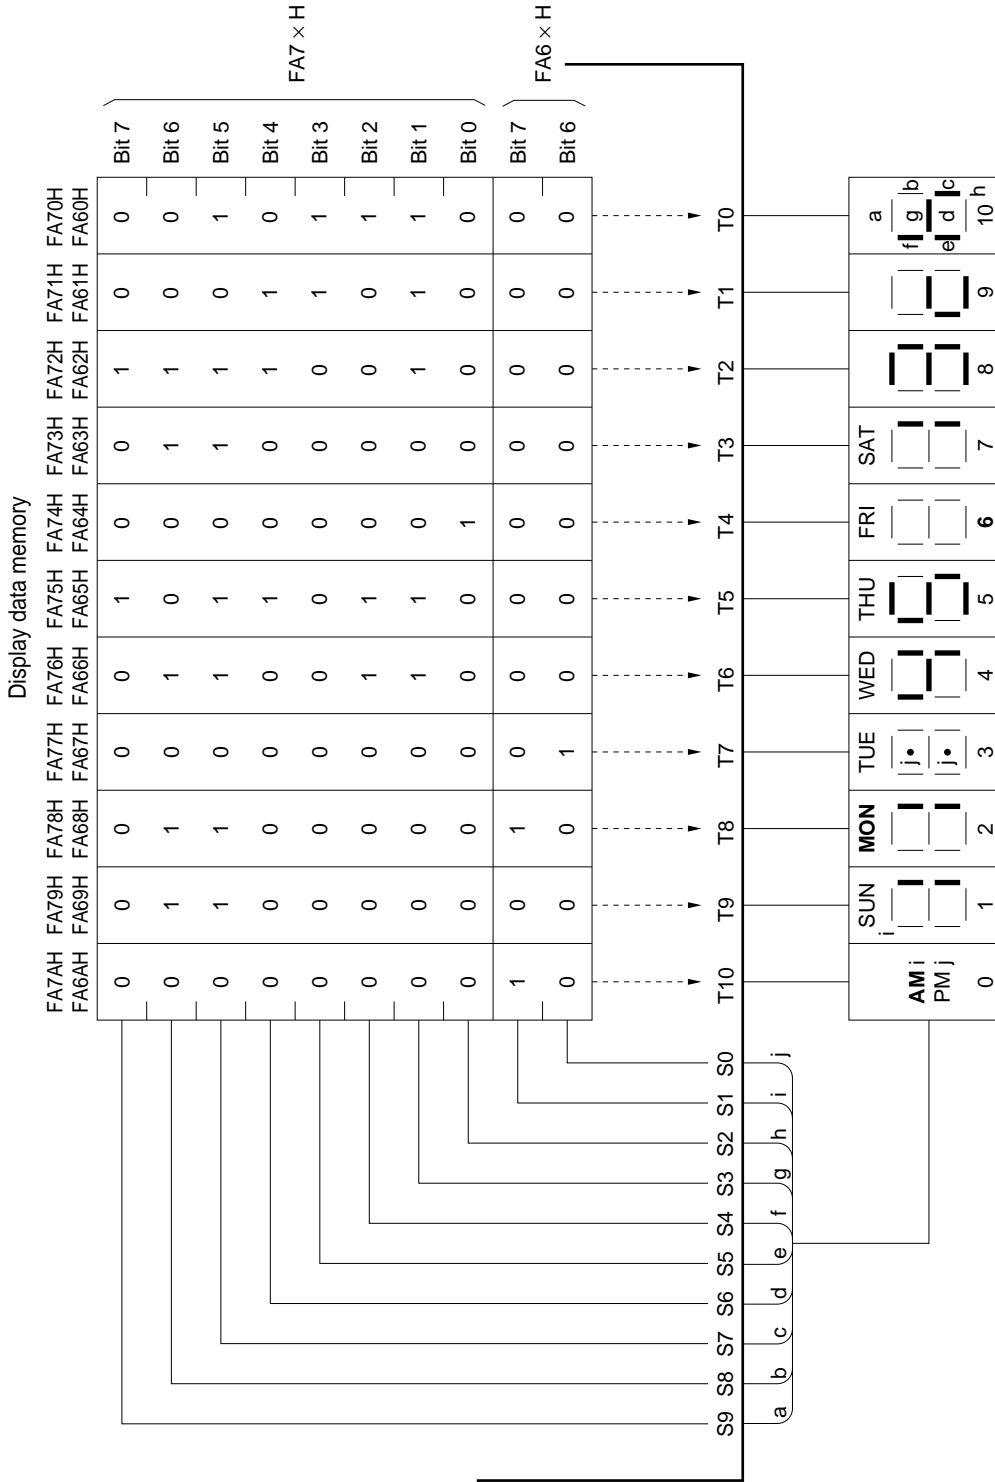 Display data memory
FA7AH FA79H FA78H FA77H FA76H FA75H FA74H FA73H FA72H FA71H FA70H
FA6AH FA69H FA68H FA67H FA66H FA65H FA64H FA63H FA62H FA61H FA60H
0 0 0 0 0 1 0 0 1 0 0 Bit 7
0 1 1 0 1 0 0 1 1 0 0 Bit 6
0 1 1 0 1 1 0 1 1 0 1 Bit 5
0 0 0 0 0 1 0 0 1 1 0 Bit 4
FA7 × H
0 0 0 0 0 0 0 0 0 1 1 Bit 3
0 0 0 0 1 1 0 0 0 0 1 Bit 2
0 0 0 0 1 1 0 0 1 1 1 Bit 1
0 0 0 0 0 0 1 0 0 0 0 Bit 0
1 0 1 0 0 0 0 0 0 0 0 Bit 7
FA6 × H
0 0 0 1 0 0 0 0 0 0 0 Bit 6
S9 S8 S7 S6 S5 S4 S3 S2 S1 S0 T10 T9 T8 T7 T6 T5 T4 T3 T2 T1 T0
a b c d e f g h i j
i
SUN MON TUE WED THU FRI SAT
a
AM i
PM j
j
j
f g b
e d c
h
0 1 2 3 4 5 6 7 8 9 10